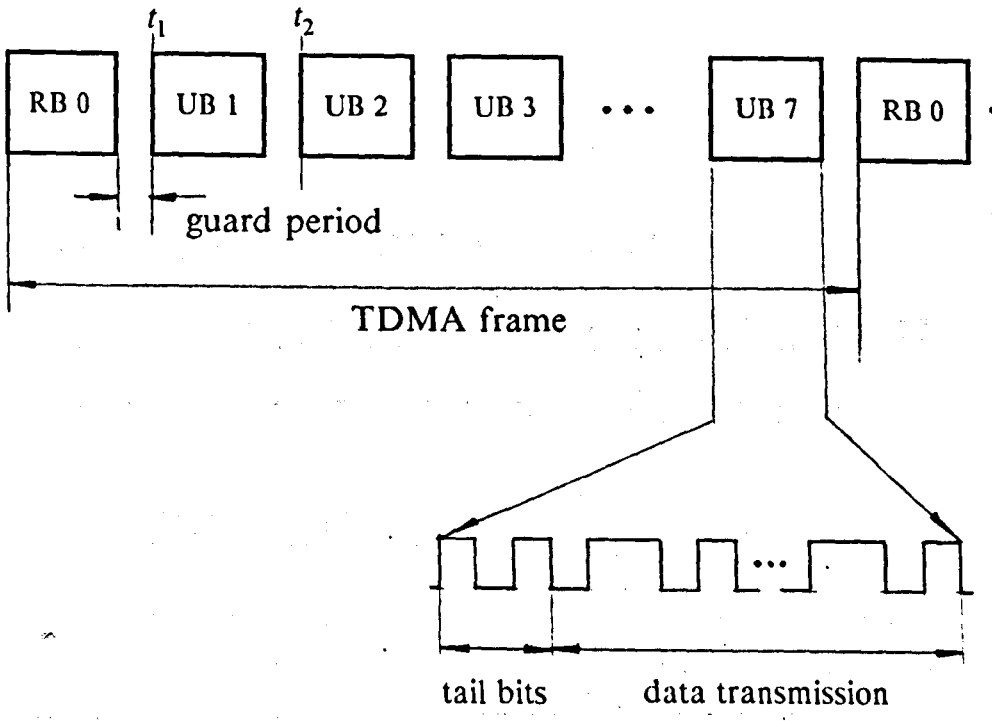 t1 t2
RB 0 UB 1 UB 2 UB 3 ••• UB 7 RB 0
guard period
TDMA frame
•••
tail bits data transmission